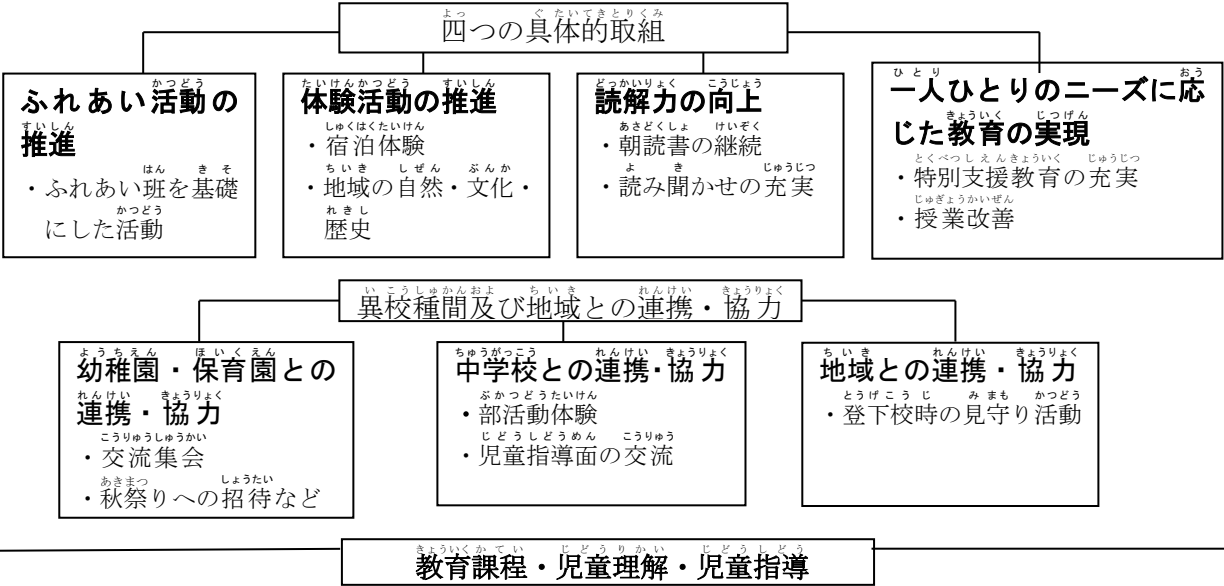 四つの具体的取組
ふれあい活動の
推進
・ふれあい班を基礎
にした活動
体験活動の推進
・宿泊体験
・地域の自然・文化・
歴史
読解力の向上
・朝読書の継続
・読み聞かせの充実
一人ひとりのニーズに応
じた教育の実現
・特別支援教育の充実
・授業改善
異校種間及び地域との連携・協力
幼稚園・保育園との
連携・協力
・交流集会
・秋祭りへの招待など
中学校との連携・協力
・部活動体験
・児童指導面の交流
地域との連携・協力
・登下校時の見守り活動
教育課程・児童理解・児童指導